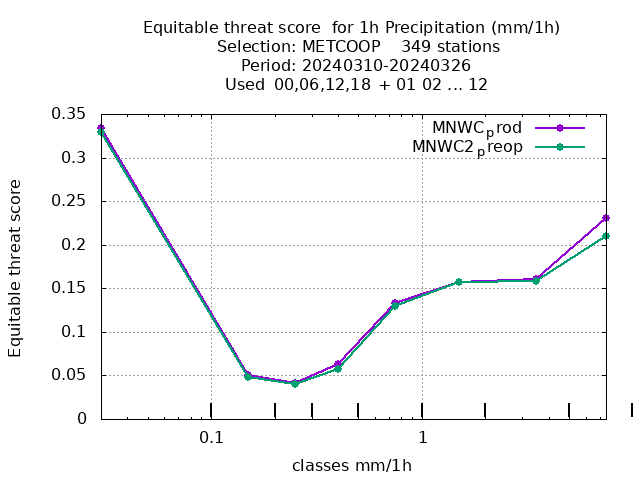 Equitable threat score  for 1h Precipitation (mm/1h)
Selection: METCOOP    349 stations
Period: 20240310-20240326
Used  00,06,12,18 + 01 02 ... 12
MNWCprod
MNWC2preop
0.35
0.3
0.25
0.2
0.15
0.1
0.05
0
Equitable threat score
0.1
1
classes mm/1h